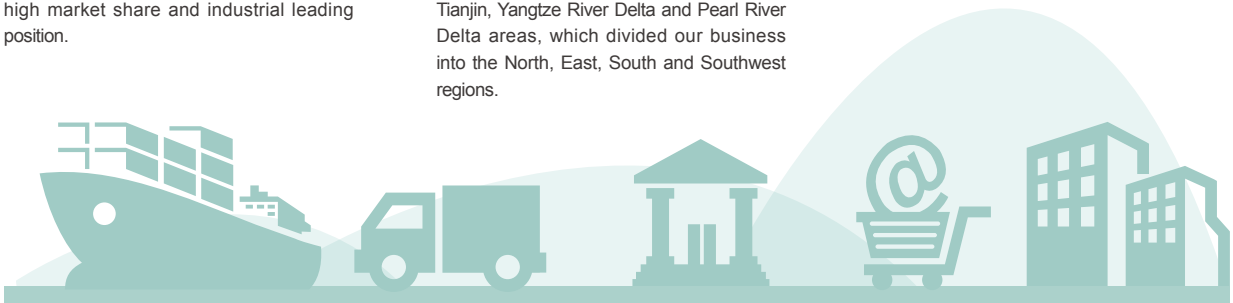 high market share and industrial leading
position.
Tianjin, Yangtze River Delta and Pearl River
Delta areas, which divided our business
into the North, East, South and Southwest
regions.
@